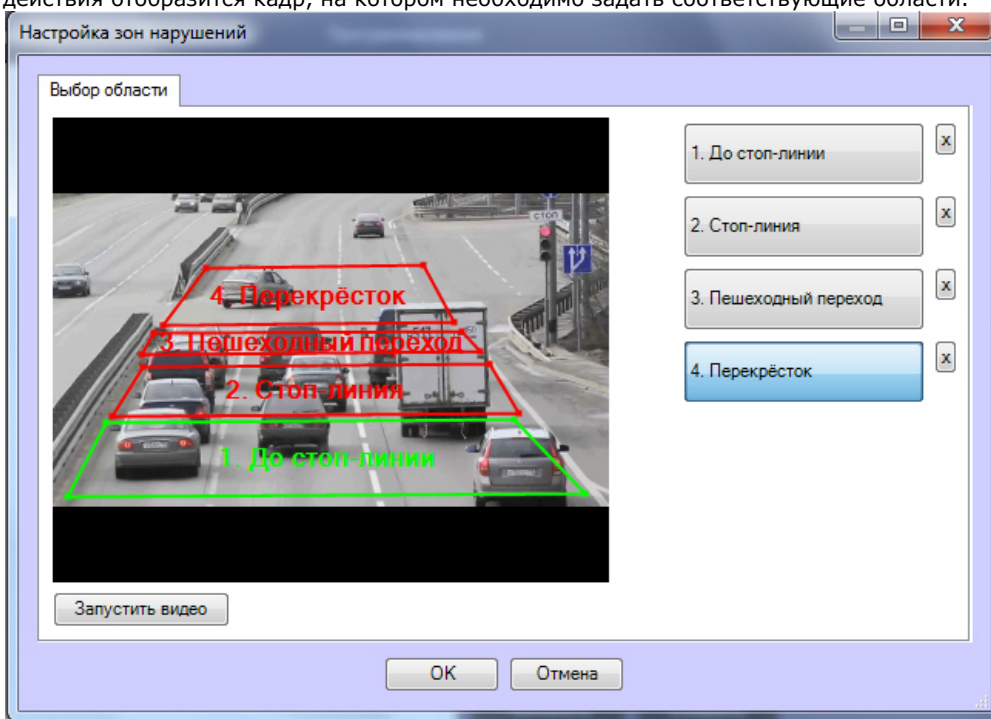 действия отобразится кадр, на котором необходимо задать соответствующие области.
Настройка зон нарушений
X
Выбор области
1. До стоп-линии
x
2. Стоп-линия
x
3. Пешеходный переход
x
4. Перекрёсток
x
СТОП
4. Перекрёсток
3. Пешеходный переход
2. Стоп-линия
1. До стоп-линии
Запустить видео
OK
Отмена